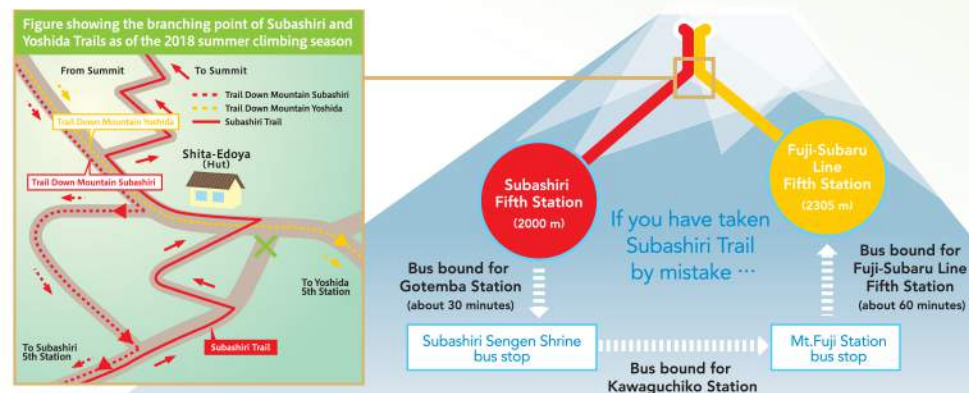 Figure showing the branching point of Subashiri and
Yoshida Trails as of the 2018 summer climbing season
From Summit
To Summit
Trail Down Mountain Subashiri
Trail Down Mountain Yoshida
Subashiri Trail
Trail Down Mountain Yoshida
Shita-Edoya
(Hut)
Trail Down Mountain Subashiri
To Yoshida
5th Station
To Subashiri
5th Station
Subashiri Trail
Subashiri
Fifth Station
(2000 m)
Fuji-Subaru
Line
Fifth Station
(2305 m)
If you have taken
Subashiri Trail
by mistake ...
Bus bound for
Gotemba Station
(about 30 minutes)
Bus bound for
Fuji-Subaru Line
Fifth Station
(about 60 minutes)
Subashiri Sengen Shrine
bus stop
Bus bound for
Kawaguchiko Station
Mt.Fuji Station
bus stop